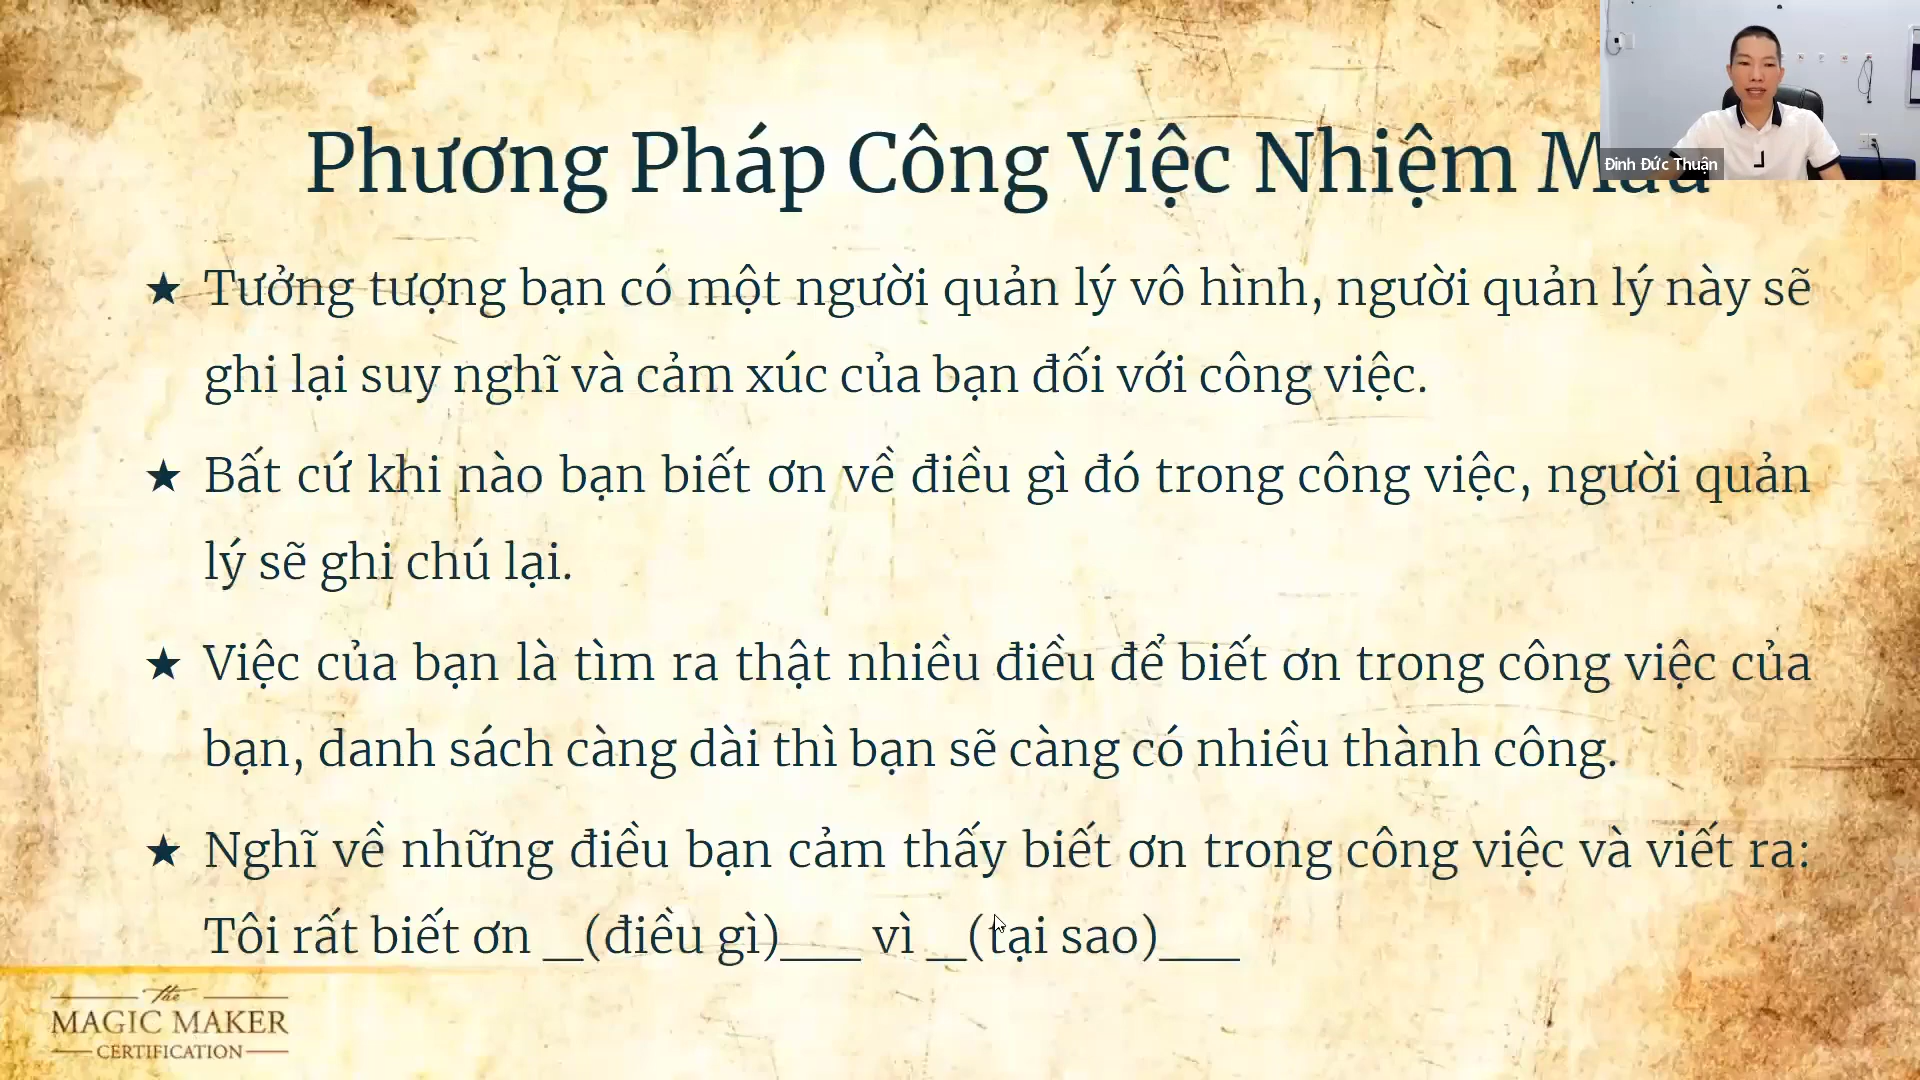 Phương Pháp Công Việc Nhiệm
Đinh Đức Thuận
★ Tưởng tượng bạn có một người quản lý vô hình, người quản lý này sẽ
ghi lại suy nghĩ và cảm xúc của bạn đối với công việc.
★ Bất cứ khi nào bạn biết ơn về điều gì đó trong công việc, người quản
lý sẽ ghi chú lại.
★ Việc của bạn là tìm ra thật nhiều điều để biết ơn trong công việc của
bạn, danh sách càng dài thì bạn sẽ càng có nhiều thành công.
★ Nghĩ về những điều bạn cảm thấy biết ơn trong công việc và viết ra:
Tôi rất biết ơn __(điều gì)____ vì __(tại sao)____
The
MAGIC MAKER
CERTIFICATION